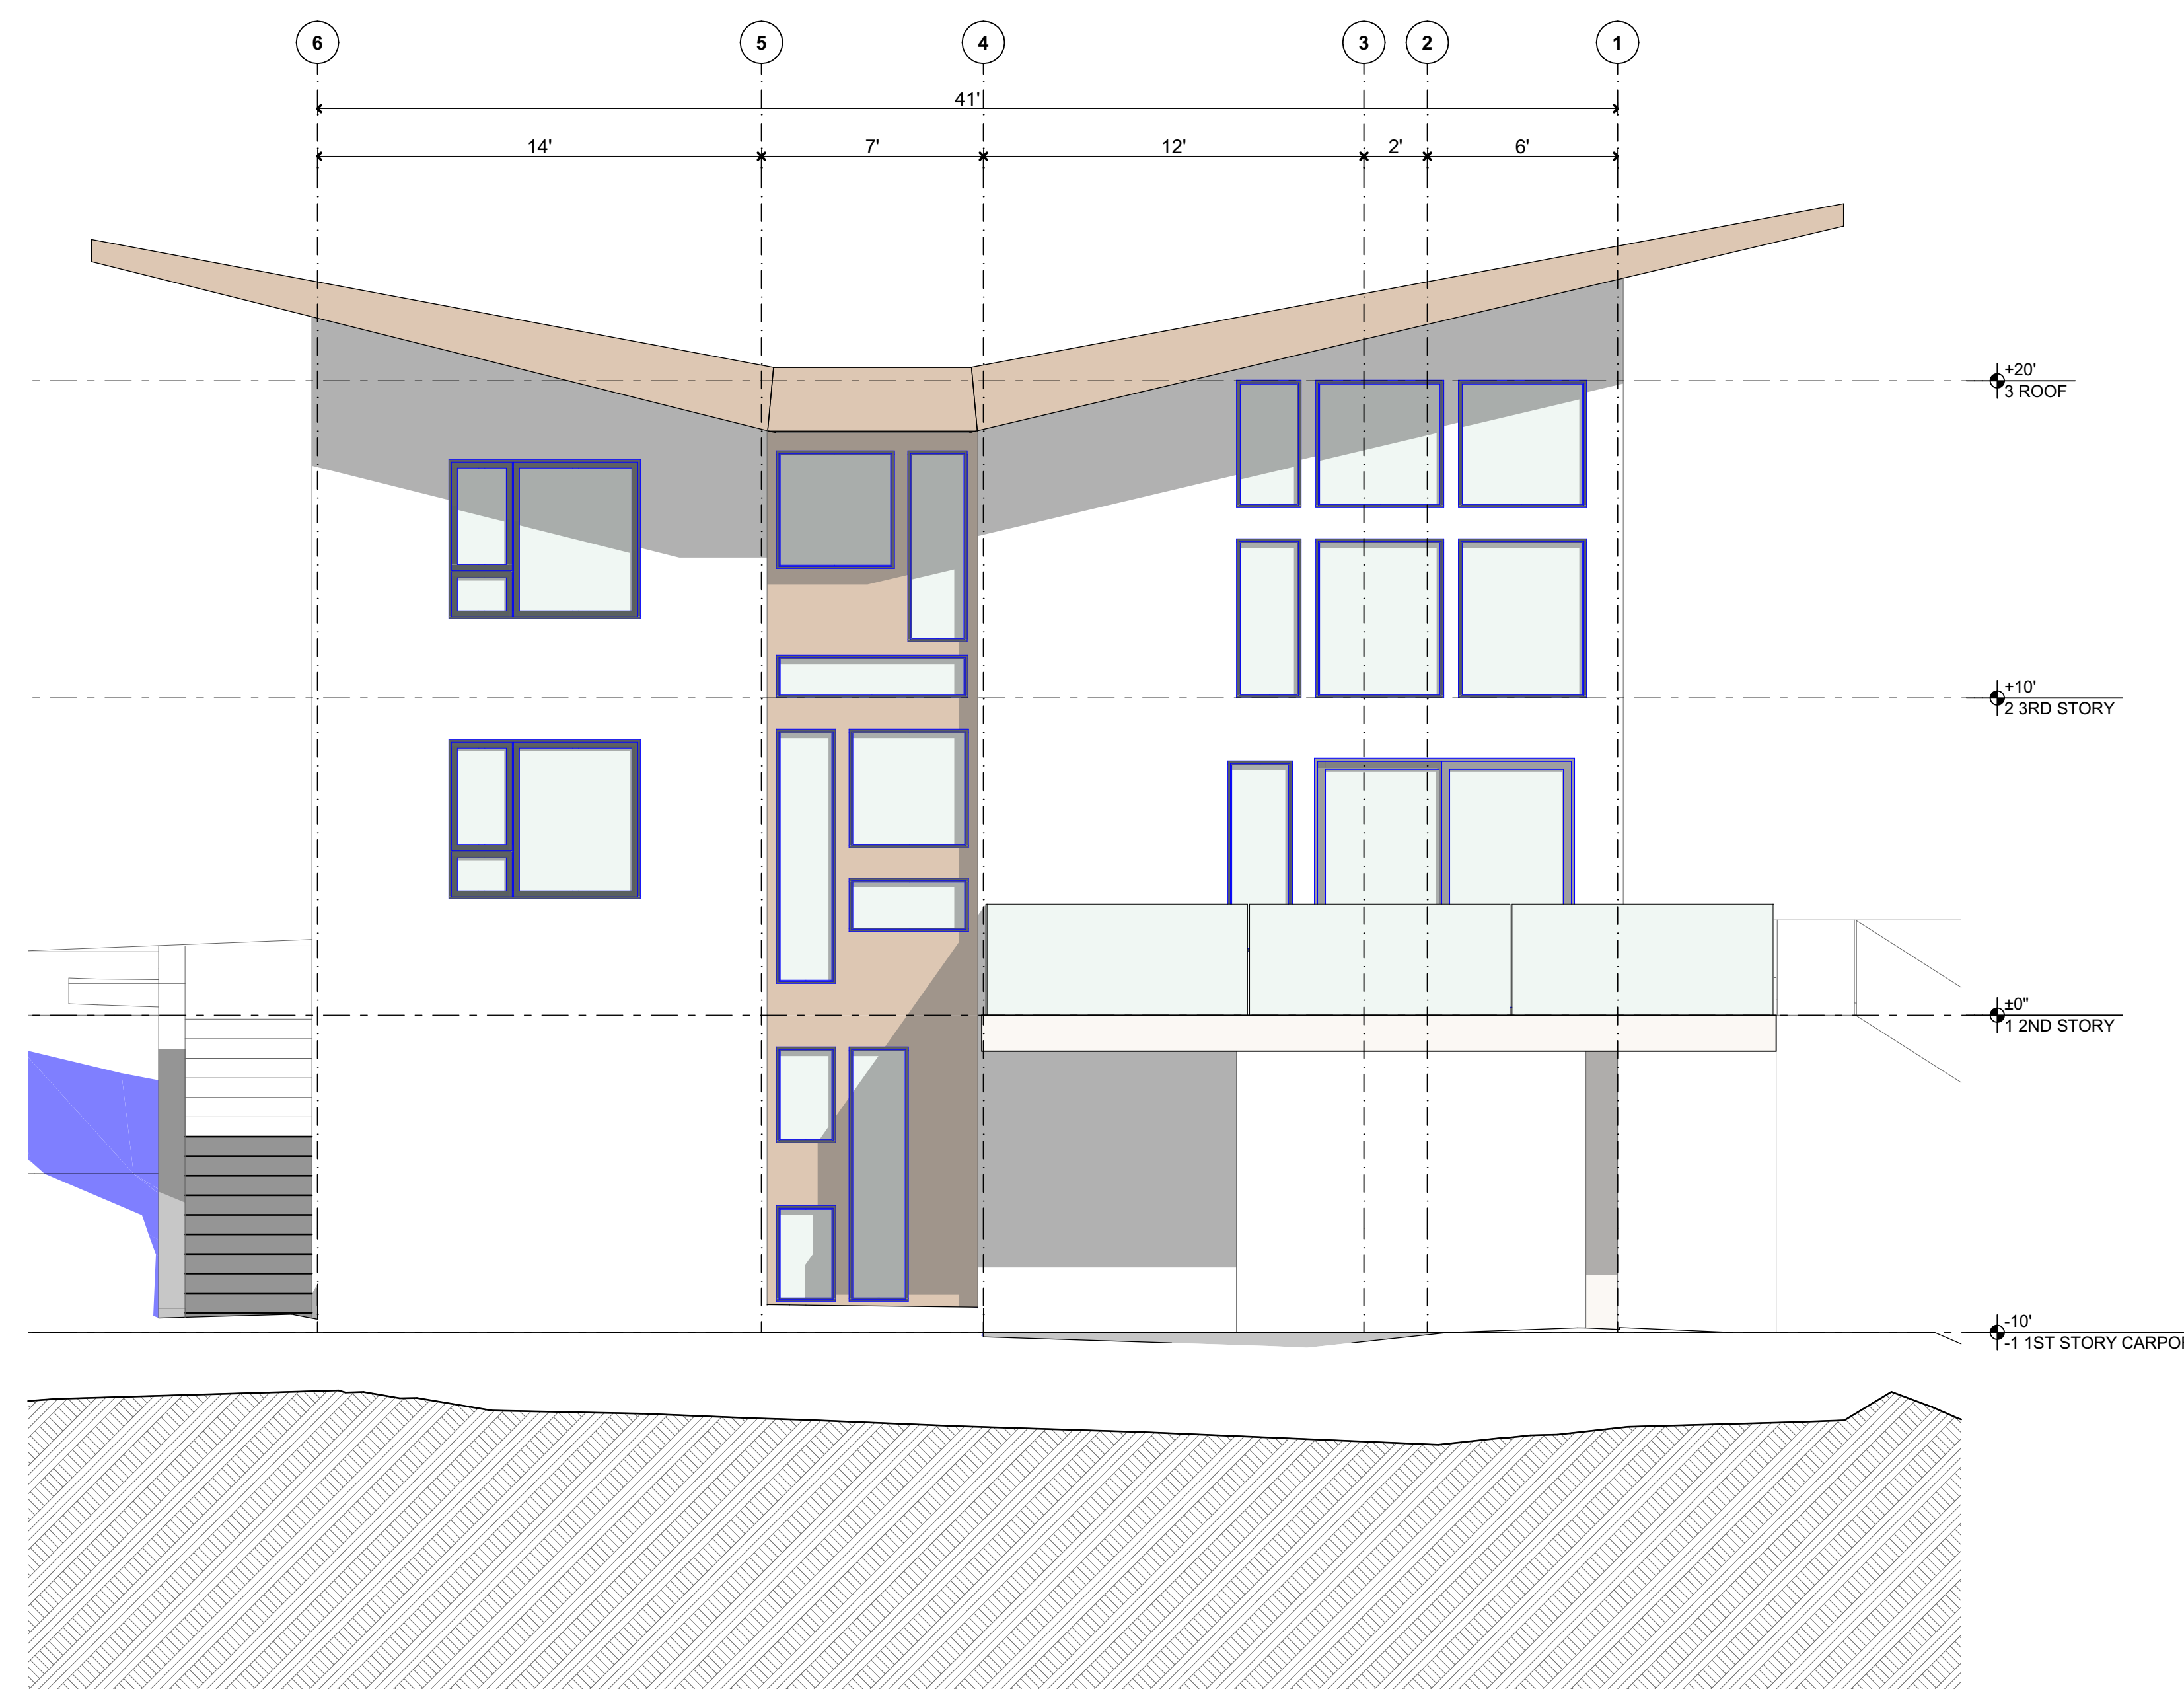 6 5 4 3 2 1
41'
14' 7' 12' 2' 6'
+20'
3 ROOF
+10'
2 3RD STORY
±0"
1 2ND STORY
-10'
-1 1ST STORY